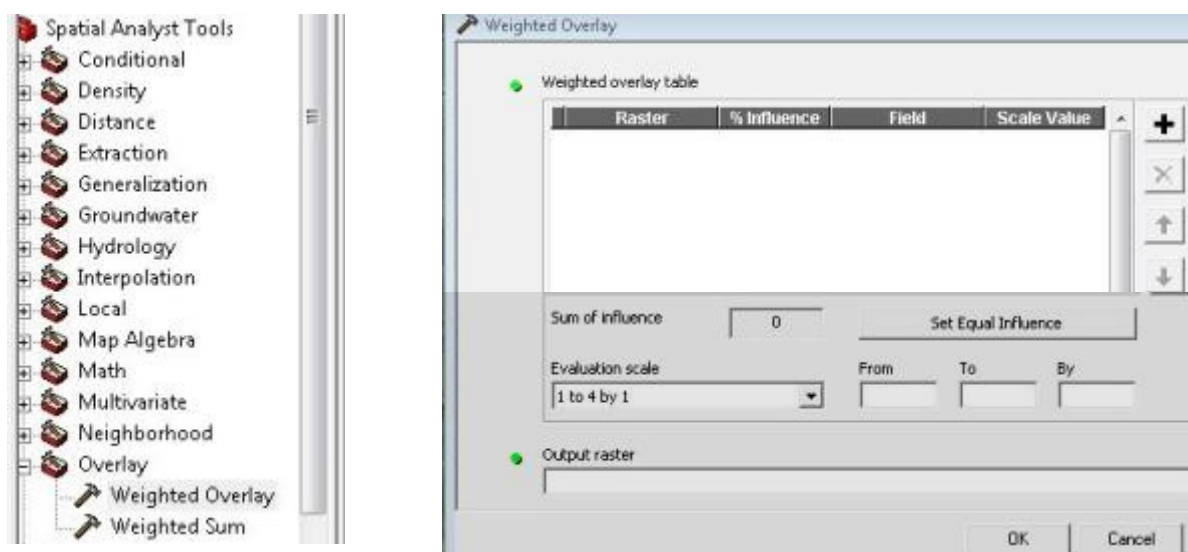 Spatial Analyst Tools
Conditional
Density
Distance
Extraction
Generalization
Groundwater
Hydrology
Interpolation
Local
Map Algebra
Math
Multivariate
Neighborhood
Overlay
Weighted Overlay
Weighted Sum
Weighted Overlay
Weighted overlay table
Raster % Influence Field Scale Value
Sum of influence 0 Set Equal Influence
Evaluation scale From To By
1 to 4 by 1
Output raster
OK Cancel